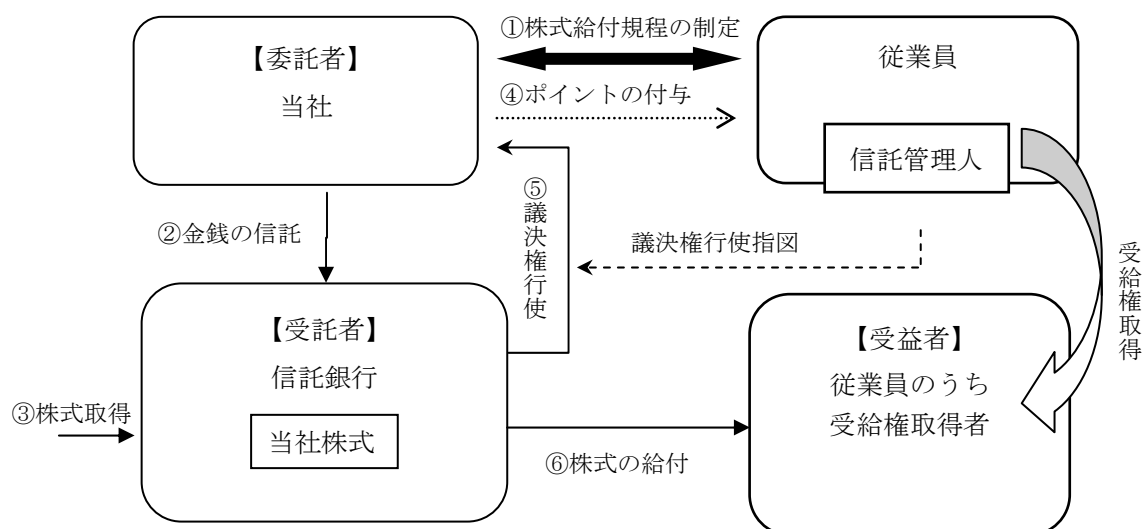 ①株式給付規程の制定
【委託者】
当社
従業員
④ポイントの付与
信託管理人
②金銭の信託
⑤議決権行使
議決権行使指図
受給権取得
【受託者】
信託銀行
③株式取得
当社株式
⑥株式の給付
【受益者】
従業員のうち
受給権取得者